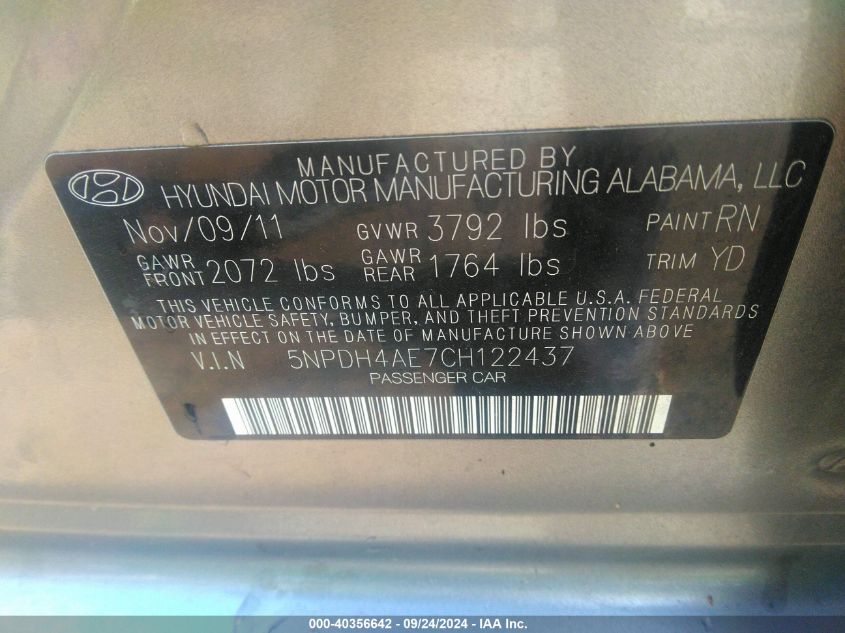 MANUFACTURED BY
HYUNDAI MOTOR MANUFACTURING ALABAMA, LLC
Nov/09/11 GVWR 3792 lbs PAINT RN
GAWR FRONT 2072 lbs GAWR REAR 1764 lbs TRIM YD
THIS VEHICLE CONFORMS TO ALL APPLICABLE U.S.A. FEDERAL
MOTOR VEHICLE SAFETY, BUMPER, AND THEFT PREVENTION STANDARDS
IN EFFECT ON THE DATE OF MANUFACTURE SHOWN ABOVE
V.I.N 5NPDH4AE7CH122437
PASSENGER CAR
000-40356642 - 09/24/2024 - IAA Inc.